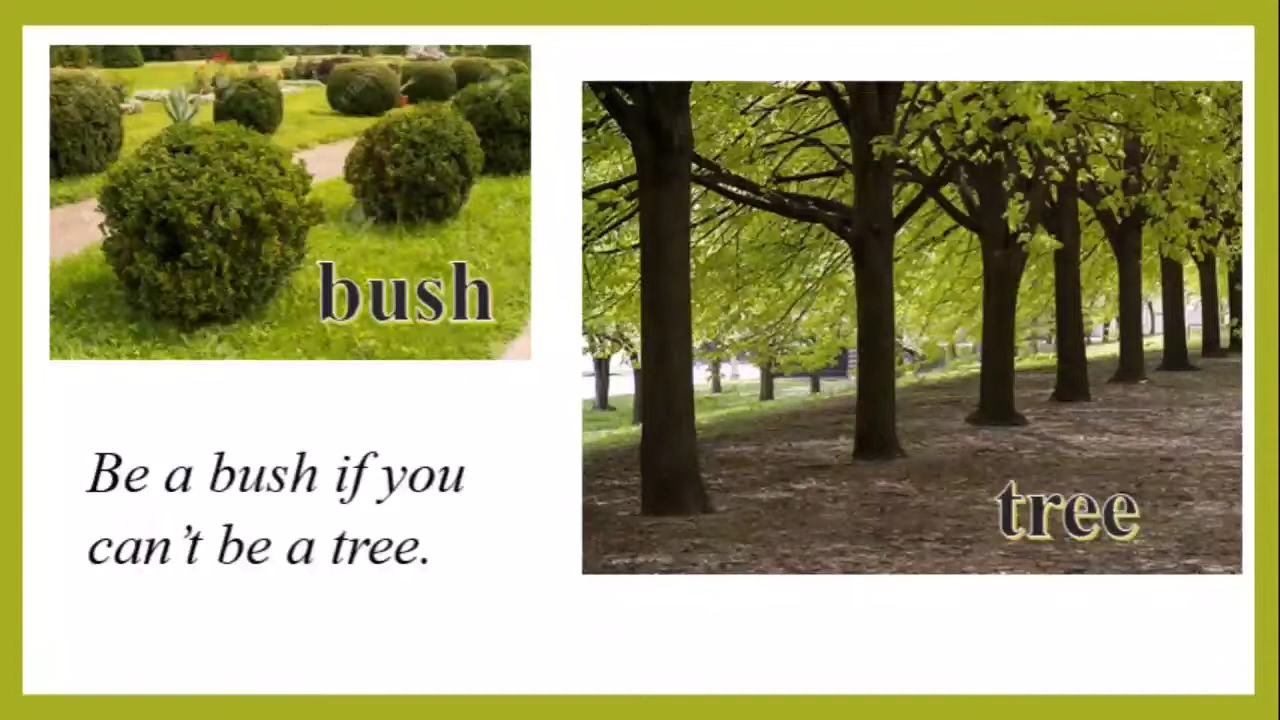 bush
tree
Be a bush if you
can’t be a tree.